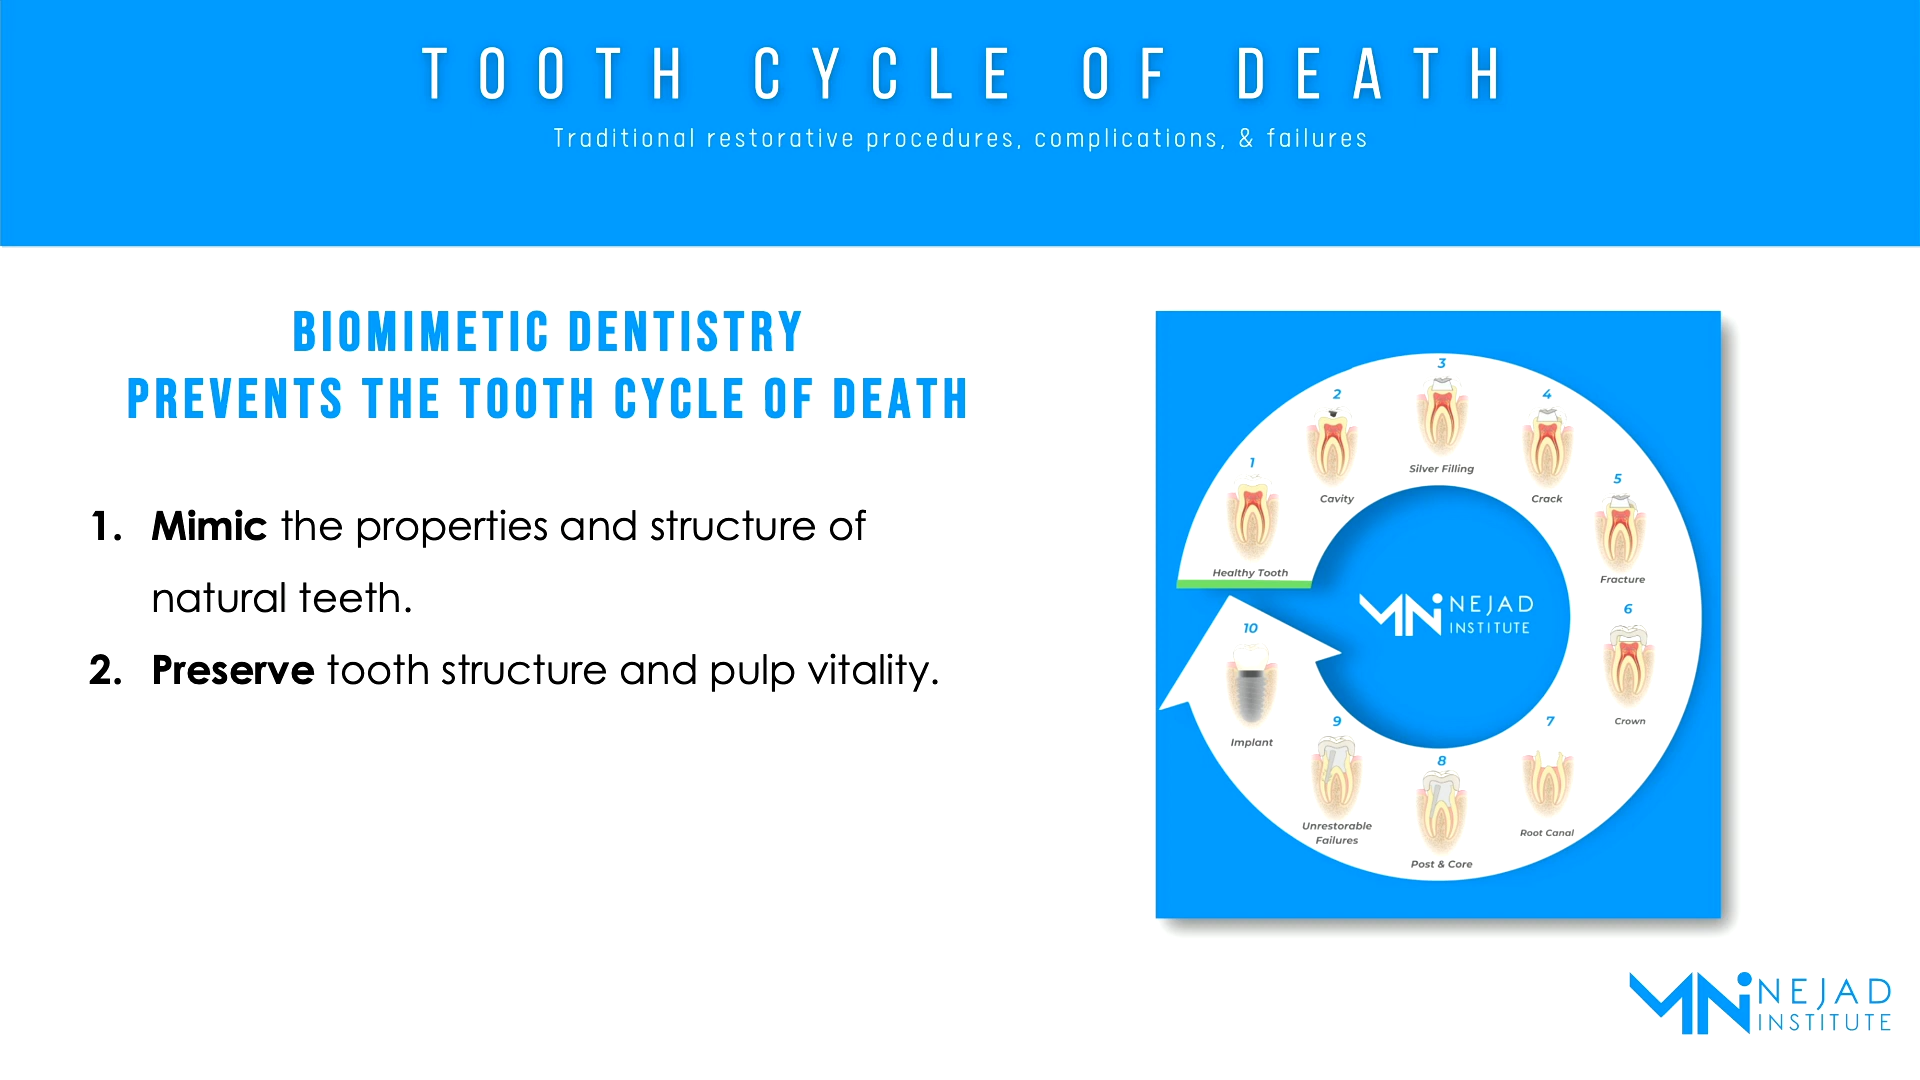 TOOTH CYCLE OF DEATH
Traditional restorative procedures, complications, & failures
BIOMIMETIC DENTISTRY
PREVENTS THE TOOTH CYCLE OF DEATH
1. Mimic the properties and structure of
natural teeth.
2. Preserve tooth structure and pulp vitality.
1
Healthy Tooth
2
Cavity
3
Silver Filling
4
Crack
5
Fracture
6
Crown
7
Root Canal
8
Post & Core
9
Unrestorable
Failures
10
Implant
NEJAD
INSTITUTE
NEJAD
INSTITUTE